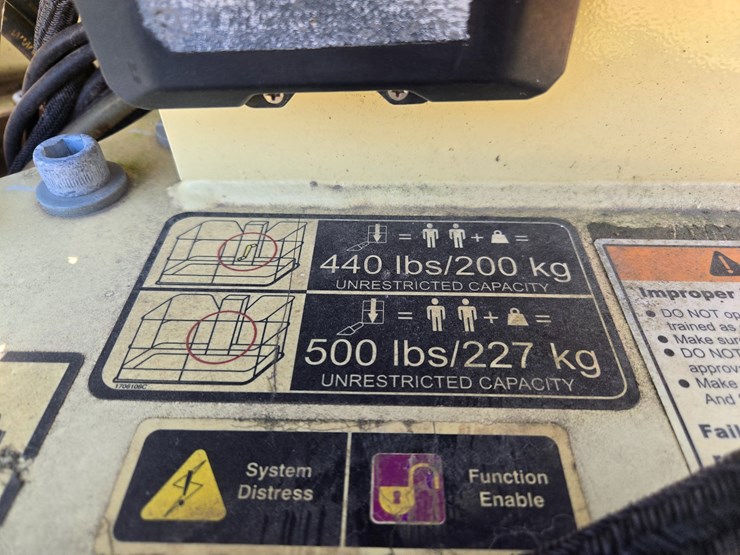 440 lbs/200 kg
UNRESTRICTED CAPACITY
500 lbs/227 kg
UNRESTRICTED CAPACITY
1706106C
System
Distress
Function
Enable
Improper
• DO NOT op
trained as
• Make sur
• DO NOT
approv
• Make
And
Fail